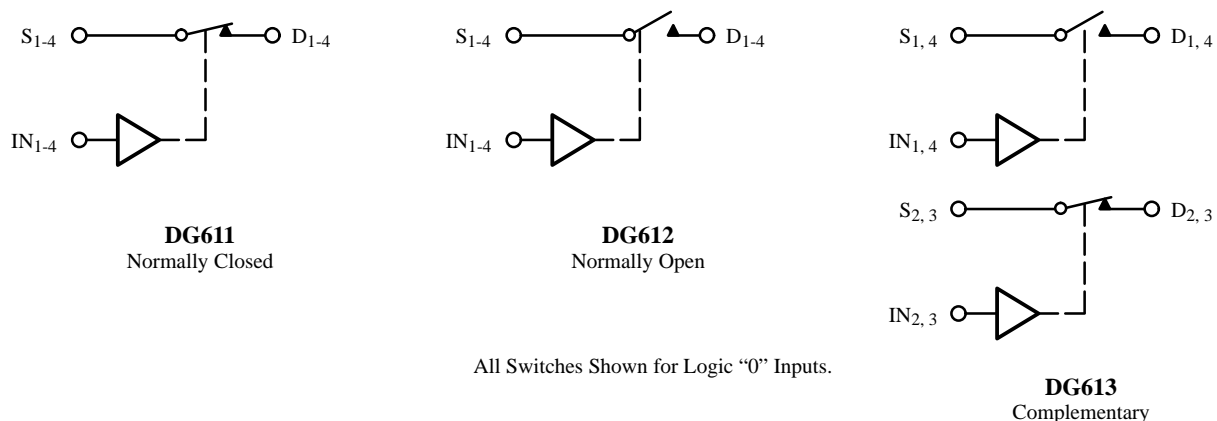 S1-4
D1-4
IN1-4
DG611
Normally Closed
S1-4
D1-4
IN1-4
DG612
Normally Open
S1, 4
D1, 4
IN1, 4
S2, 3
D2, 3
IN2, 3
DG613
Complementary
All Switches Shown for Logic “0” Inputs.